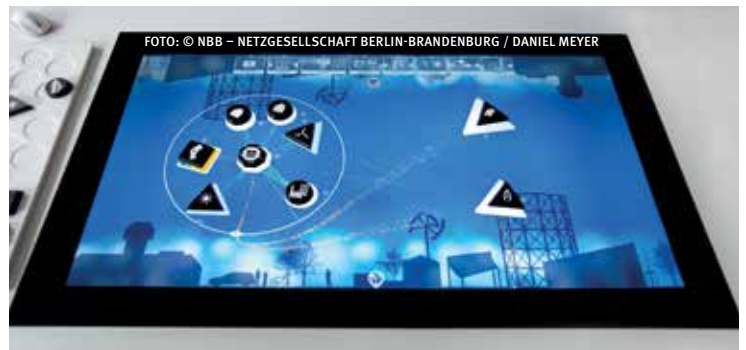 FOTO: © NBB – NETZGESELLSCHAFT BERLIN-BRANDENBURG / DANIEL MEYER